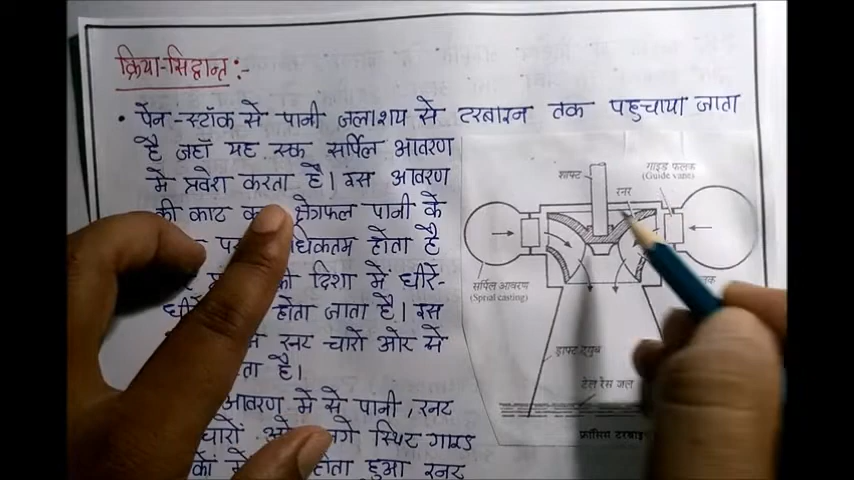 क्रिया-सिद्धान्त :-
• पेन-स्टॉक से पानी जलाशय से टरबाइन तक पहुचाया जाता
है जहाँ यह एक सर्पिल आवरण
में प्रवेश करता है। इस आवरण
की काट क्षेत्रफल पानी के
अधिकतम होता है
की दिशा में धीरे-
धीरे होता जाता है। इस
रनर चारो ओर से
है।
आवरण में से पानी, रनर
चारों लगे स्थित गाइड
होता हुआ रनर
शाफ्ट
गाइड फलक
(Guide vane)
रनर
सर्पिल आवरण
(Spiral casting)
ड्राफ्ट ट्यूब
टेल रेस जल
फ्रांसिस टरबाइ